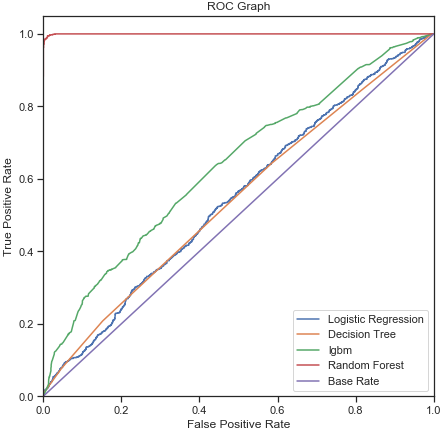 ROC Graph
1.0
0.8
0.6
0.4
0.2
0.0
True Positive Rate
0.0 0.2 0.4 0.6 0.8 1.0
False Positive Rate
Logistic Regression
Decision Tree
lgbm
Random Forest
Base Rate